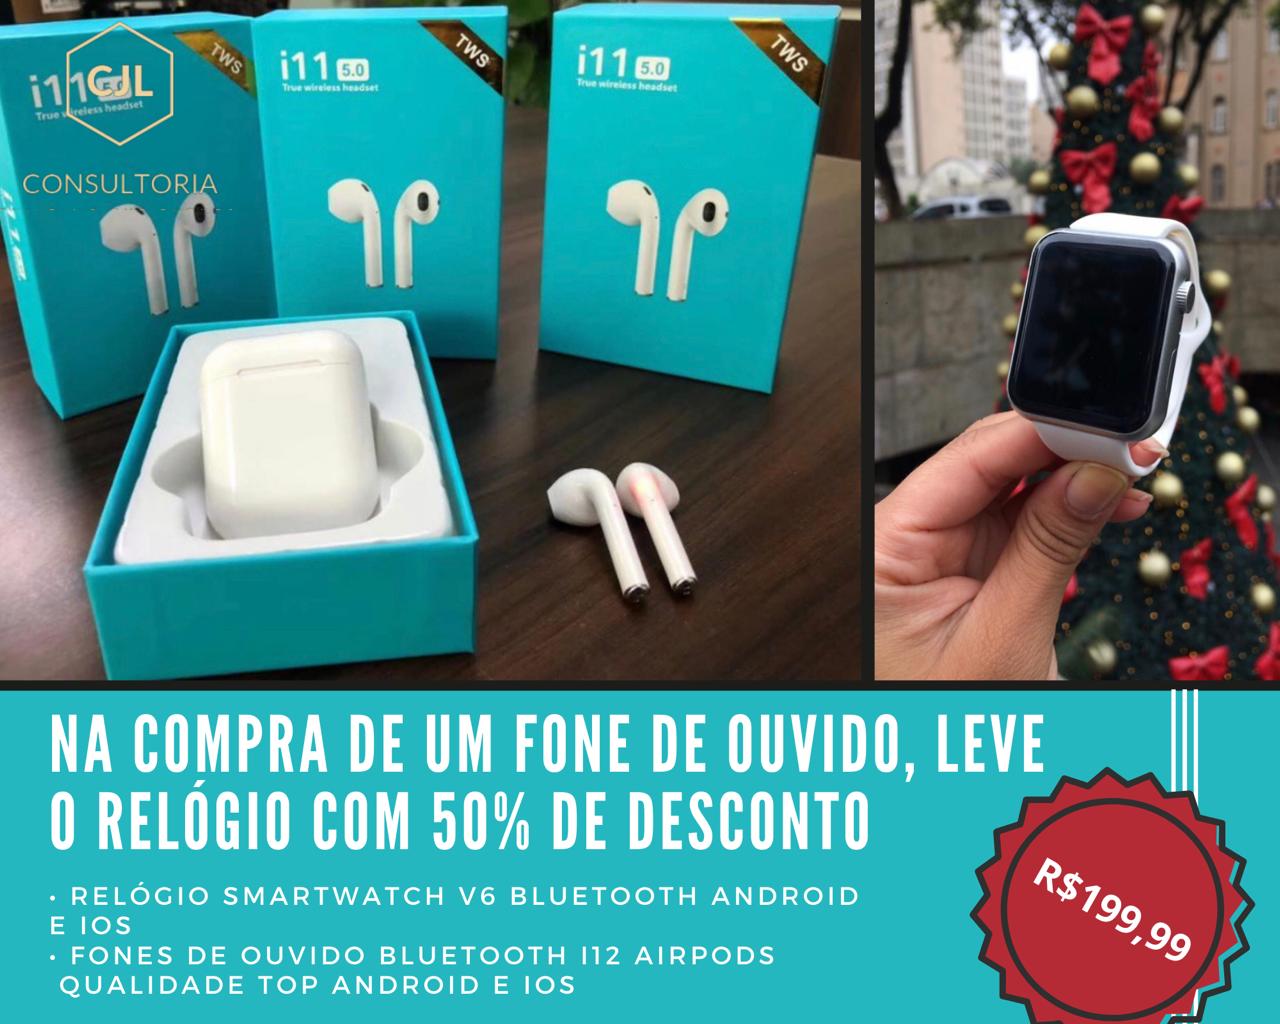 i11 5.0
True wireless headset
TWS
GJL
CONSULTORIA
i11 5.0
True wireless headset
TWS
i11 5.0
True wireless headset
TWS
NA COMPRA DE UM FONE DE OUVIDO, LEVE
O RELÓGIO COM 50% DE DESCONTO
• RELÓGIO SMARTWATCH V6 BLUETOOTH ANDROID
E IOS
• FONES DE OUVIDO BLUETOOTH I12 AIRPODS
QUALIDADE TOP ANDROID E IOS
R$199,99